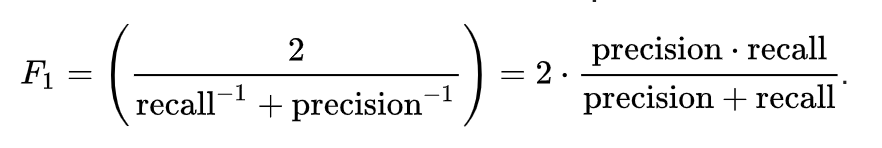 F₁ = ( 2 / (recall⁻¹ + precision⁻¹) ) = 2 · (precision · recall) / (precision + recall).